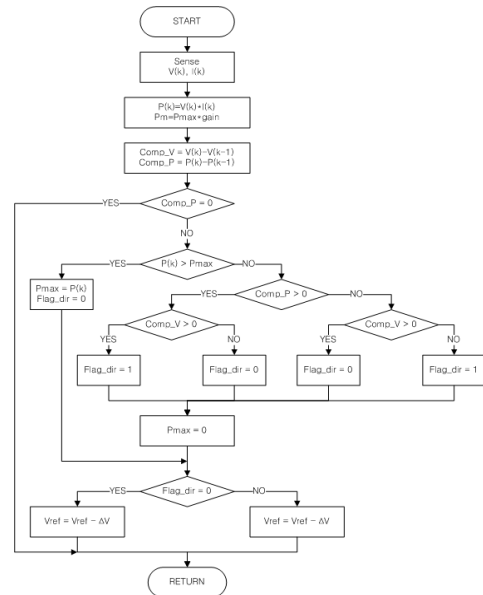 START
Sense
V(k), I(k)
P(k)=V(k)*I(k)
Pm=Pmax*gain
Comp_V = V(k)-V(k-1)
Comp_P = P(k)-P(k-1)
YES
Comp_P = 0
NO
YES
P(k) > Pmax
NO
Pmax = P(k)
Flag_dir = 0
YES
Comp_P > 0
NO
Comp_V > 0
Comp_V > 0
YES
NO
YES
NO
Flag_dir = 1
Flag_dir = 0
Flag_dir = 0
Flag_dir = 1
Pmax = 0
YES
Flag_dir = 0
NO
Vref = Vref - ΔV
Vref = Vref - ΔV
RETURN